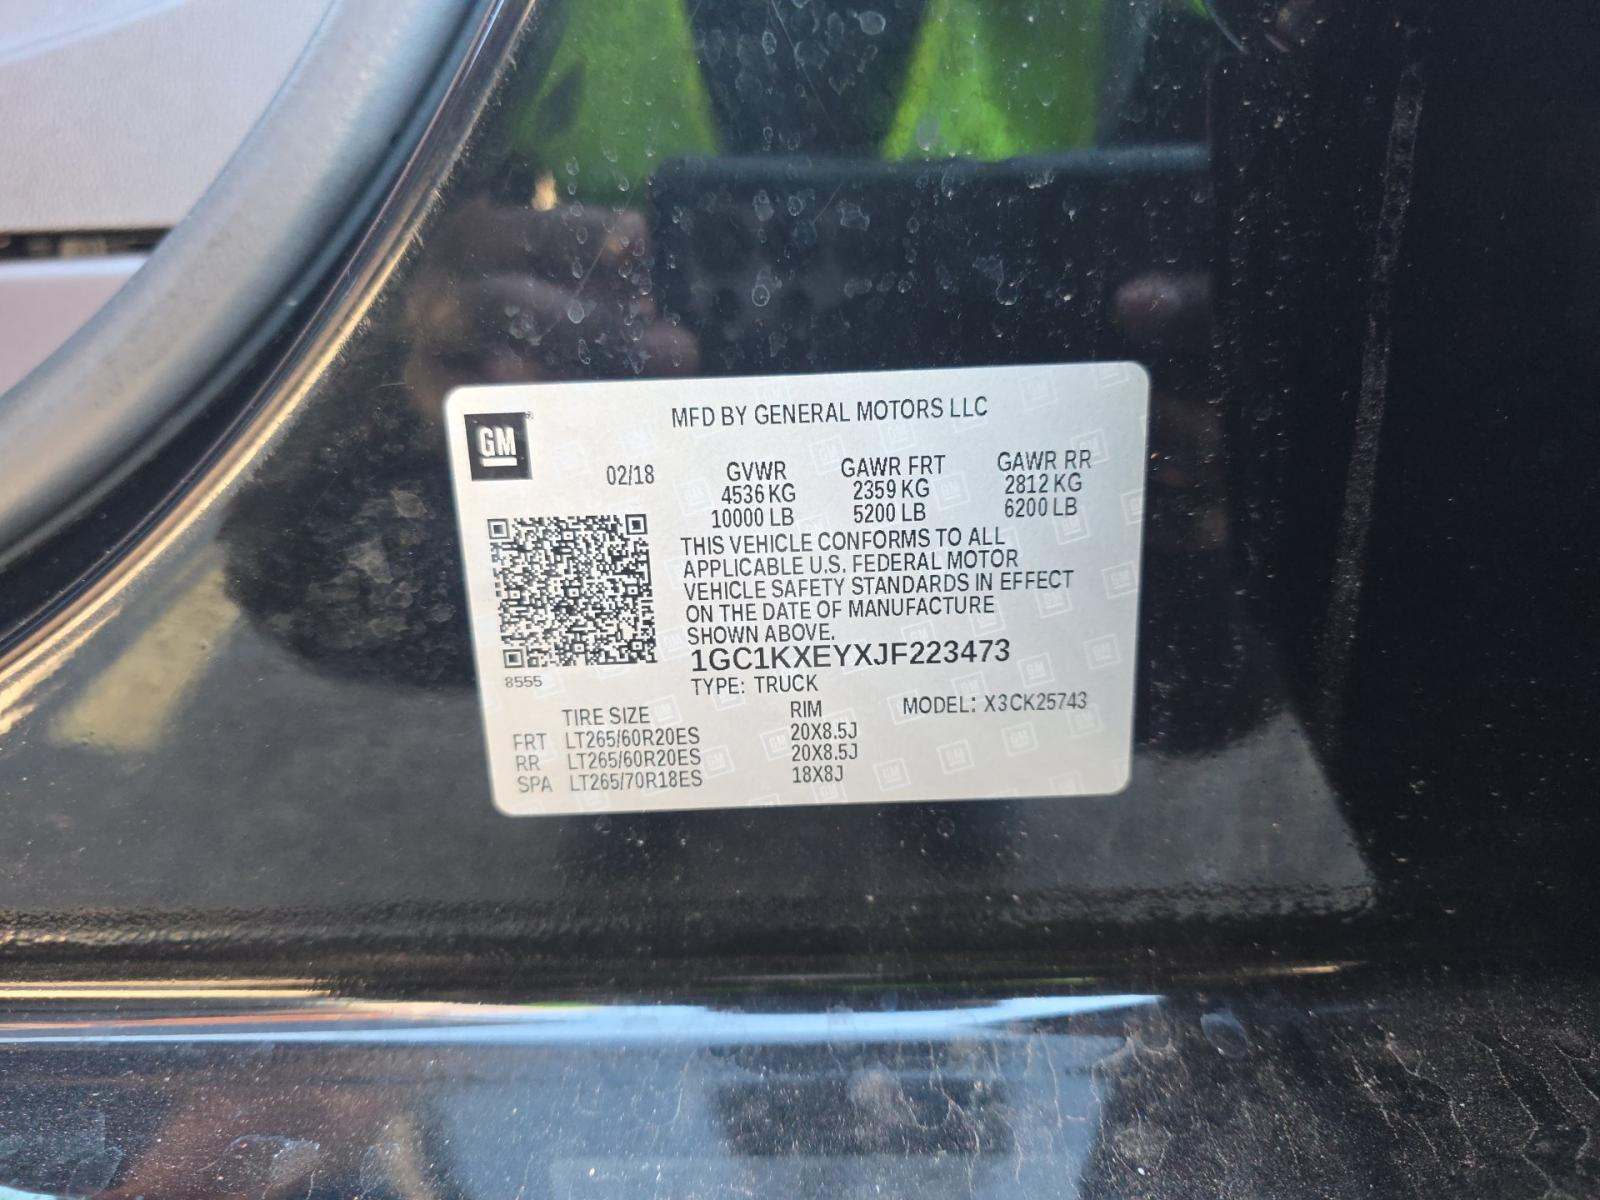 GM
MFD BY GENERAL MOTORS LLC
02/18
GVWR GAWR FRT GAWR RR
4536 KG 2359 KG 2812 KG
10000 LB 5200 LB 6200 LB
THIS VEHICLE CONFORMS TO ALL
APPLICABLE U.S. FEDERAL MOTOR
VEHICLE SAFETY STANDARDS IN EFFECT
ON THE DATE OF MANUFACTURE
SHOWN ABOVE.
1GC1KXEYXJF223473
8555
TYPE: TRUCK
MODEL: X3CK25743
TIRE SIZE RIM
FRT LT265/60R20ES 20X8.5J
RR LT265/60R20ES 20X8.5J
SPA LT265/70R18ES 18X8J